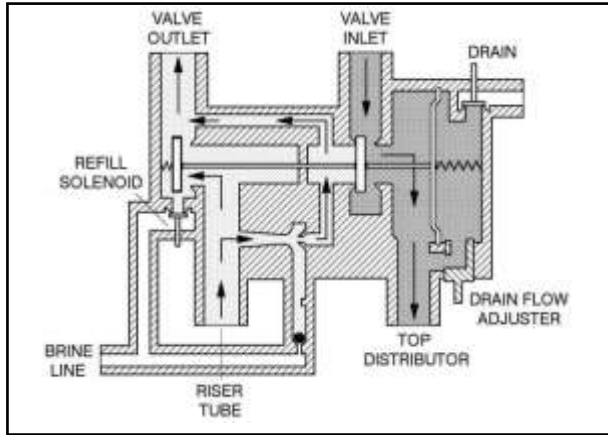 VALVE
OUTLET
VALVE
INLET
DRAIN
REFILL
SOLENOID
DRAIN FLOW
ADJUSTER
TOP
DISTRIBUTOR
BRINE
LINE
RISER
TUBE